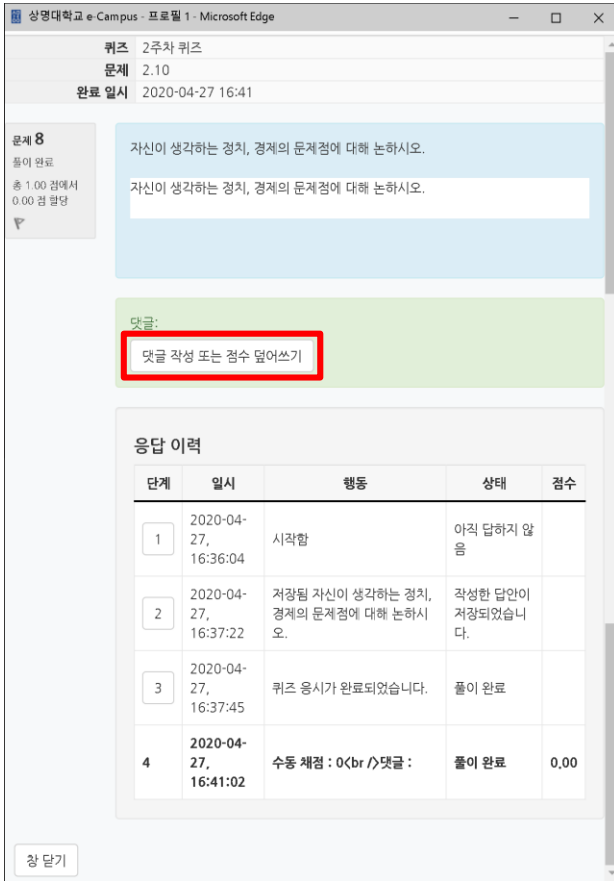 상명대학교 e-Campus - 프로필 1 - Microsoft Edge
퀴즈 2주차 퀴즈
문제 2.10
완료 일시 2020-04-27 16:41
문제 8
풀이 완료
총 1.00 점에서
0.00 점 할당
자신이 생각하는 정치, 경제의 문제점에 대해 논하시오.
자신이 생각하는 정치, 경제의 문제점에 대해 논하시오.
댓글:
댓글 작성 또는 점수 덮어쓰기
응답 이력
단계 일시 행동 상태 점수
1 2020-04-27, 16:36:04 시작함 아직 답하지 않음
2 2020-04-27, 16:37:22 저장됨 자신이 생각하는 정치, 경제의 문제점에 대해 논하시오. 작성한 답안이 저장되었습니다.
3 2020-04-27, 16:37:45 퀴즈 응시가 완료되었습니다. 풀이 완료
4 2020-04-27, 16:41:02 수동 채점 : 0<br />댓글 : 풀이 완료 0.00
창 닫기